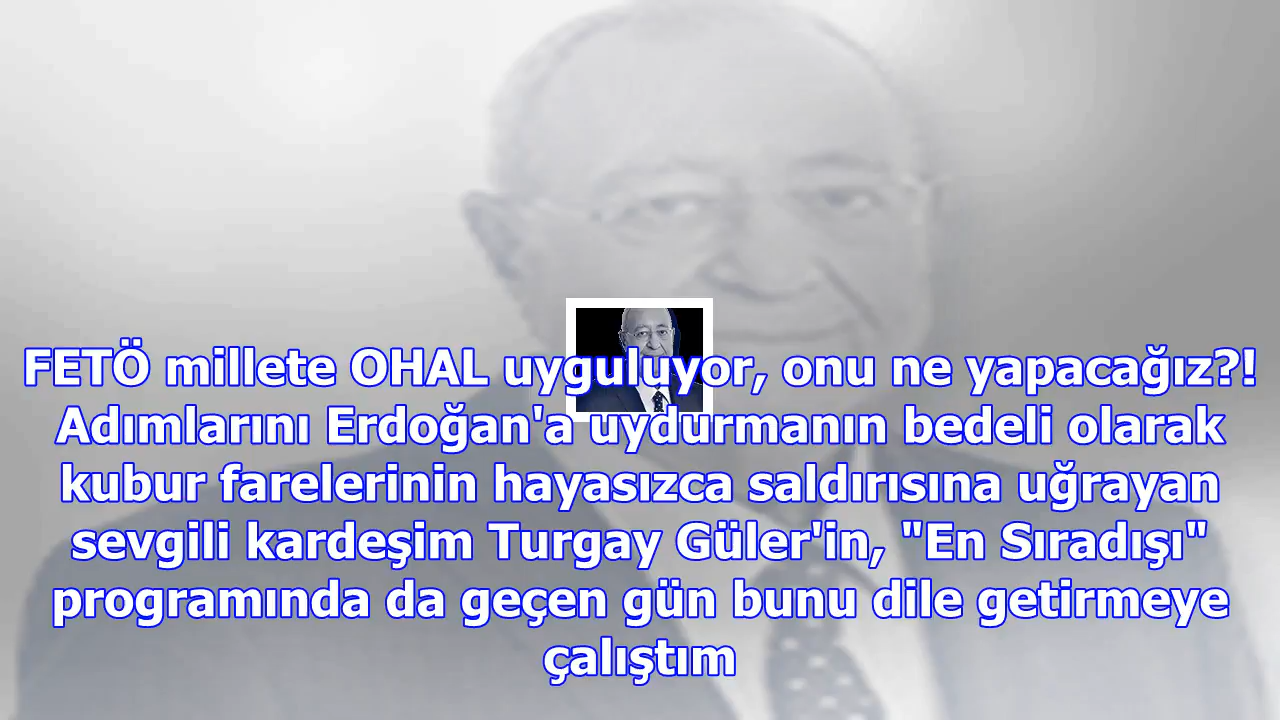 FETÖ millete OHAL uyguluyor, onu ne yapacağız?!
Adımlarını Erdoğan'a uydurmanın bedeli olarak
kubur farelerinin hayasızca saldırısına uğrayan
sevgili kardeşim Turgay Güler'in, "En Sıradışı"
programında da geçen gün bunu dile getirmeye
çalıştım